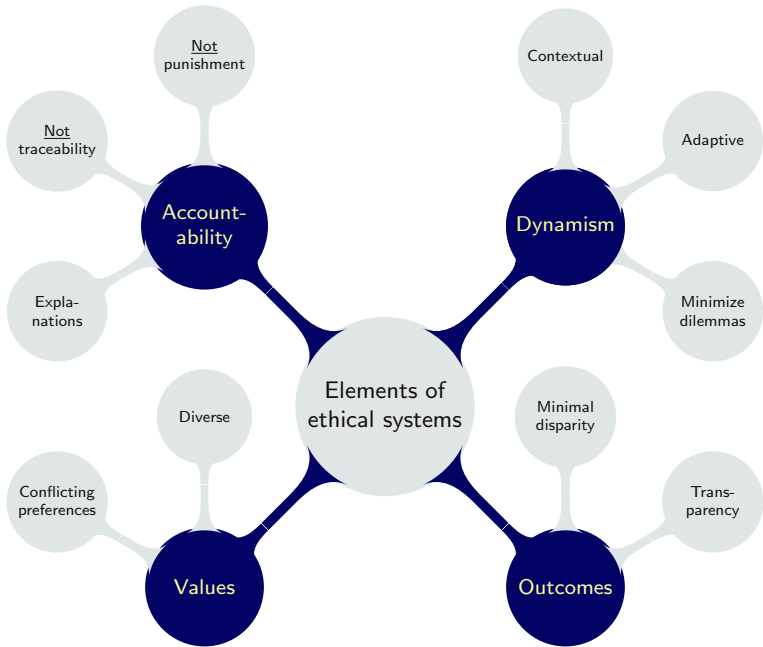 Not
punishment
Contextual
Not
traceability
Adaptive
Account-
ability
Dynamism
Expla-
nations
Minimize
dilemmas
Elements of
ethical systems
Diverse
Minimal
disparity
Conflicting
preferences
Trans-
parency
Values
Outcomes